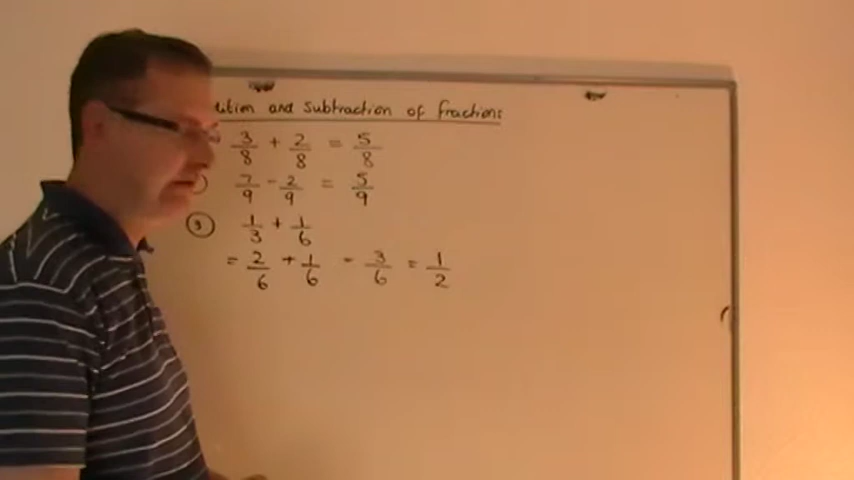 dition and Subtraction of fractions
3/8 + 2/8 = 5/8
) 7/9 - 2/9 = 5/9
③ 1/3 + 1/6
= 2/6 + 1/6 = 3/6 = 1/2